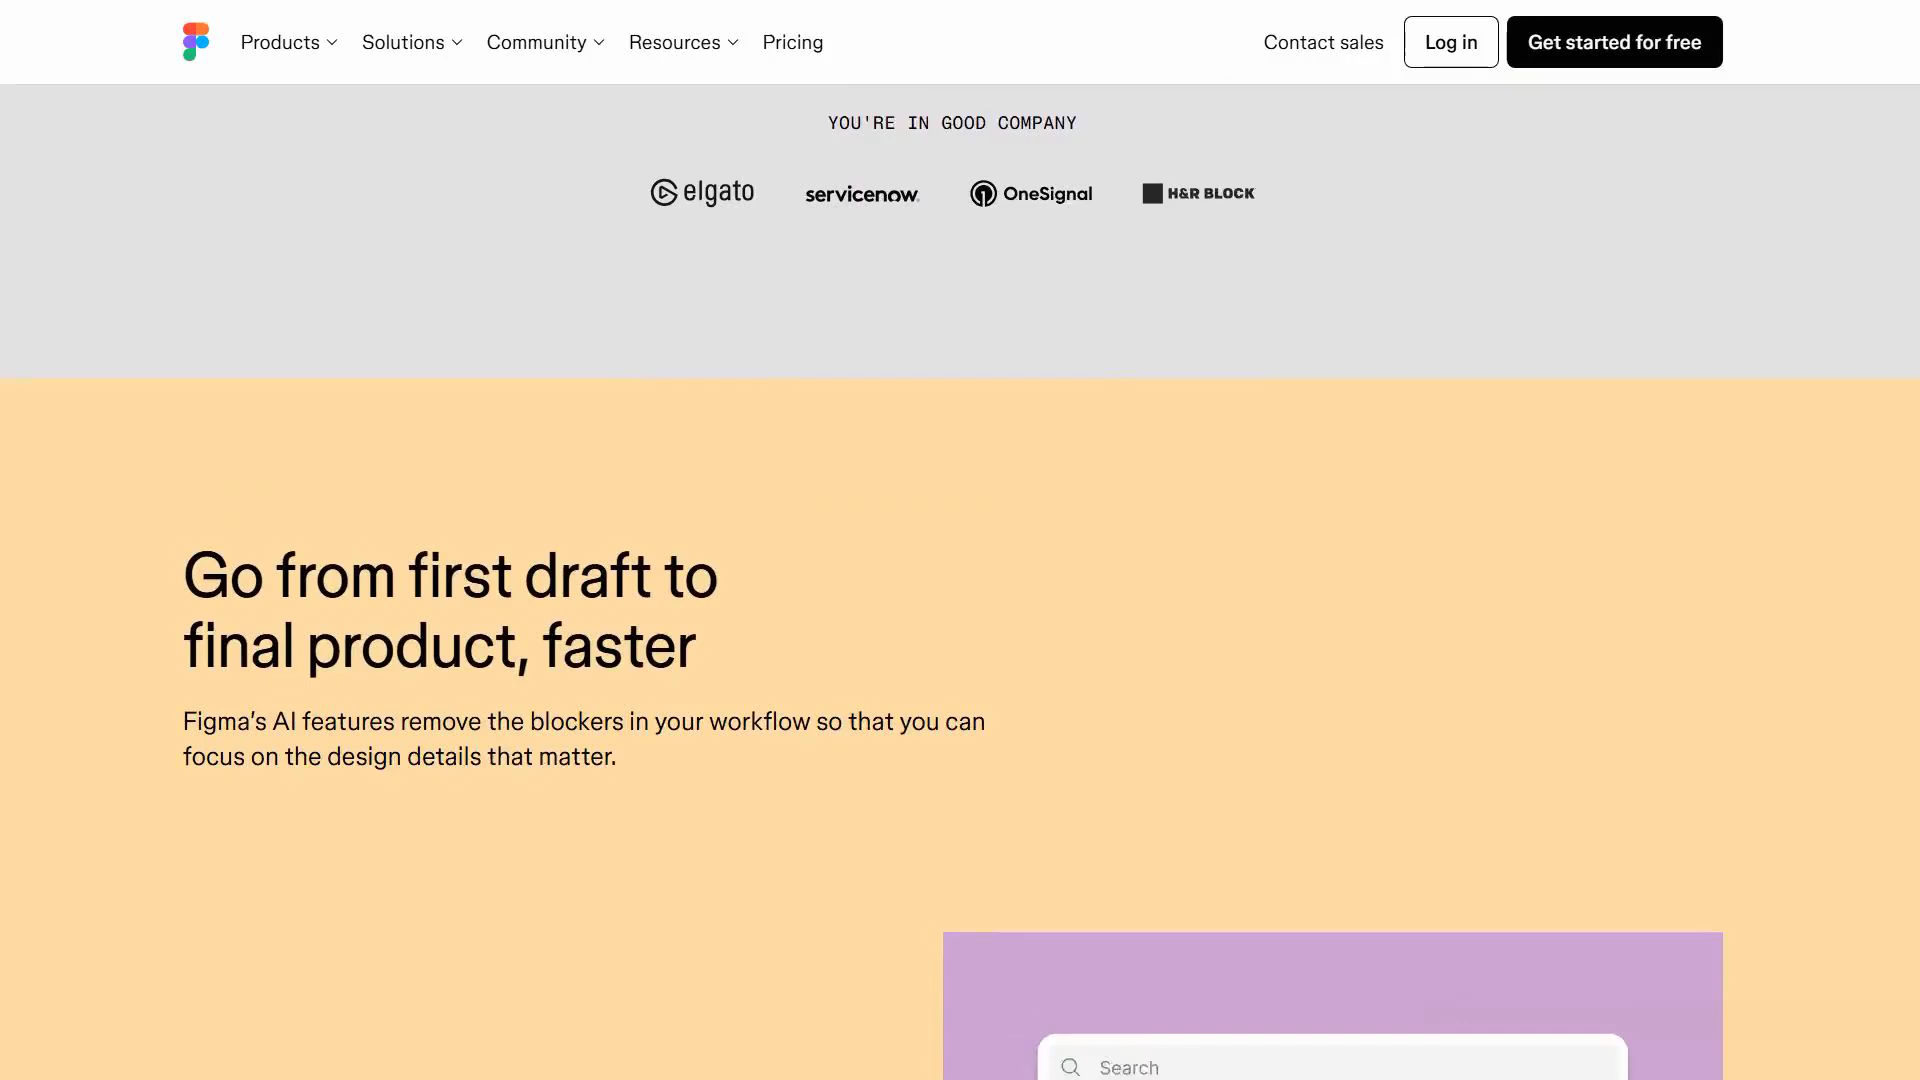 Products Solutions Community Resources Pricing Contact sales Log in Get started for free
YOU'RE IN GOOD COMPANY
elgato servicenow. OneSignal H&R BLOCK
Go from first draft to
final product, faster
Figma’s AI features remove the blockers in your workflow so that you can
focus on the design details that matter.
Search